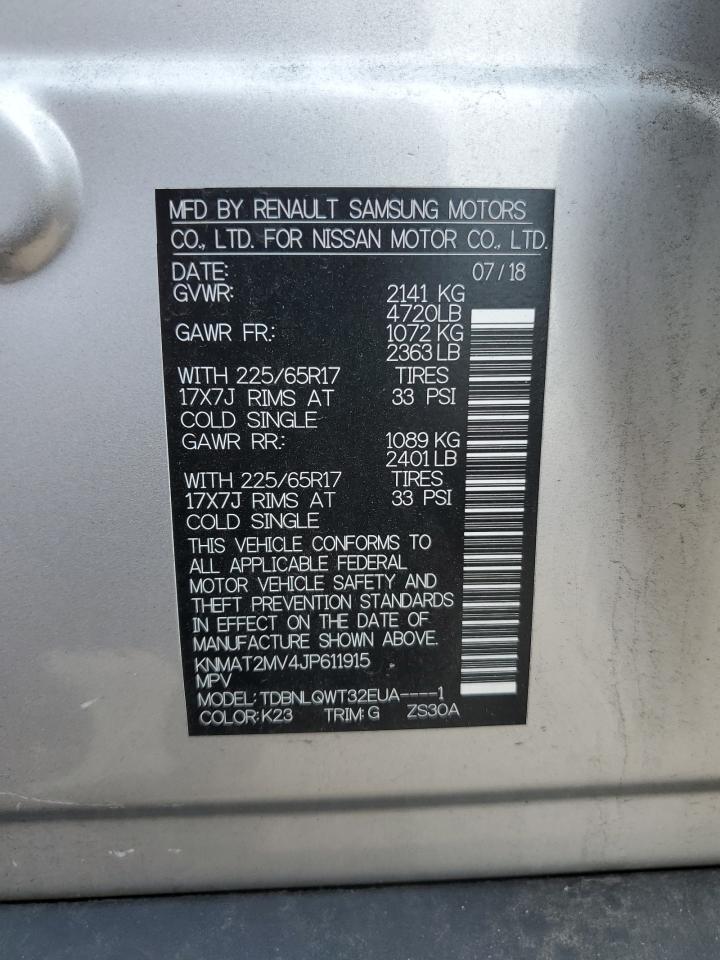 MFD BY RENAULT SAMSUNG MOTORS
CO., LTD. FOR NISSAN MOTOR CO., LTD.
DATE: 07/18
GVWR: 2141 KG
4720LB
GAWR FR.: 1072 KG
2363LB
WITH 225/65R17 TIRES
17X7J RIMS AT 33 PSI
COLD SINGLE
GAWR RR.: 1089 KG
2401LB
WITH 225/65R17 TIRES
17X7J RIMS AT 33 PSI
COLD SINGLE
THIS VEHICLE CONFORMS TO
ALL APPLICABLE FEDERAL
MOTOR VEHICLE SAFETY AND
THEFT PREVENTION STANDARDS
IN EFFECT ON THE DATE OF
MANUFACTURE SHOWN ABOVE.
KNMAT2MV4JP611915
MPV
MODEL: TDBNLQWT32EUA----1
COLOR: K23 TRIM: G ZS30A